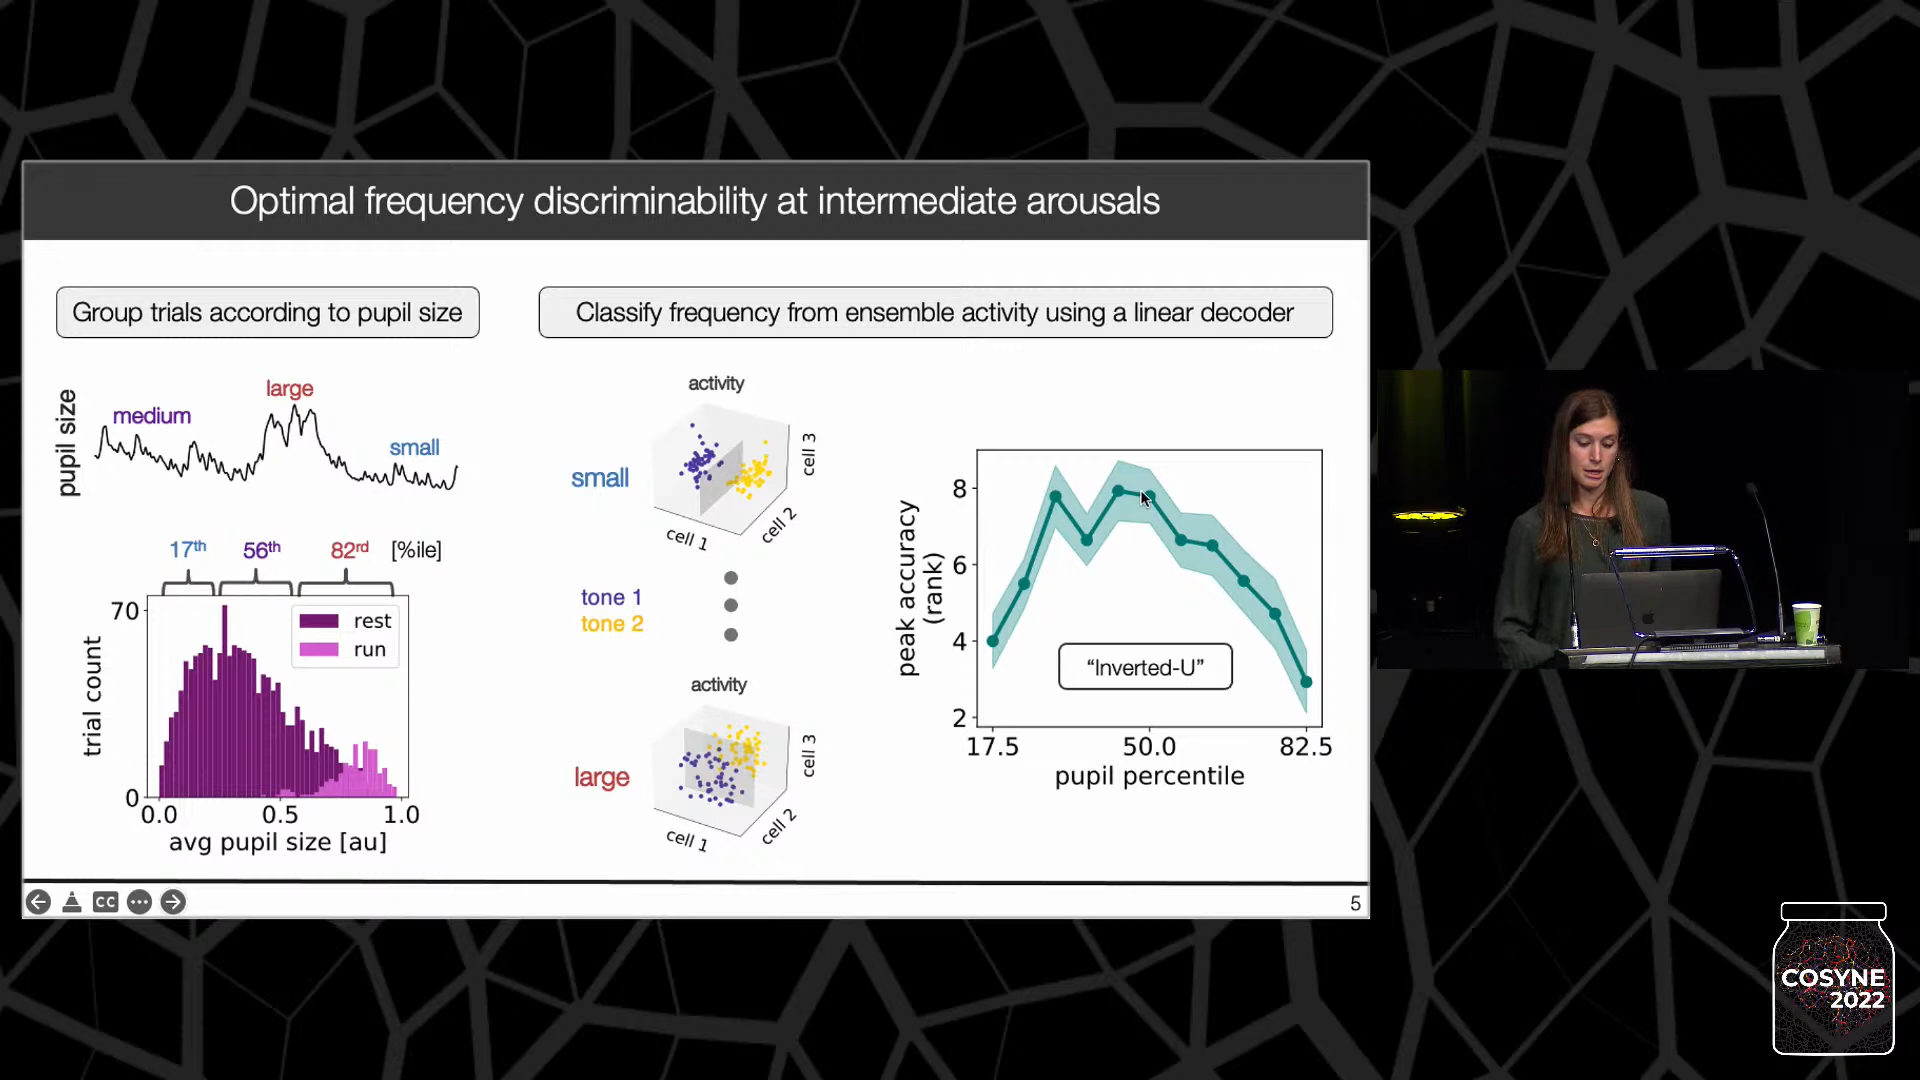 Optimal frequency discriminability at intermediate arousals
Group trials according to pupil size
Classify frequency from ensemble activity using a linear decoder
pupil size
medium
large
small
17th
56th
82rd
[%ile]
70
0
trial count
rest
run
0.0
0.5
1.0
avg pupil size [au]
activity
small
cell 1
cell 2
cell 3
tone 1
tone 2
activity
large
cell 1
cell 2
cell 3
peak accuracy
(rank)
8
6
4
2
"Inverted-U"
17.5
50.0
82.5
pupil percentile
CC
5
COSYNE
2022